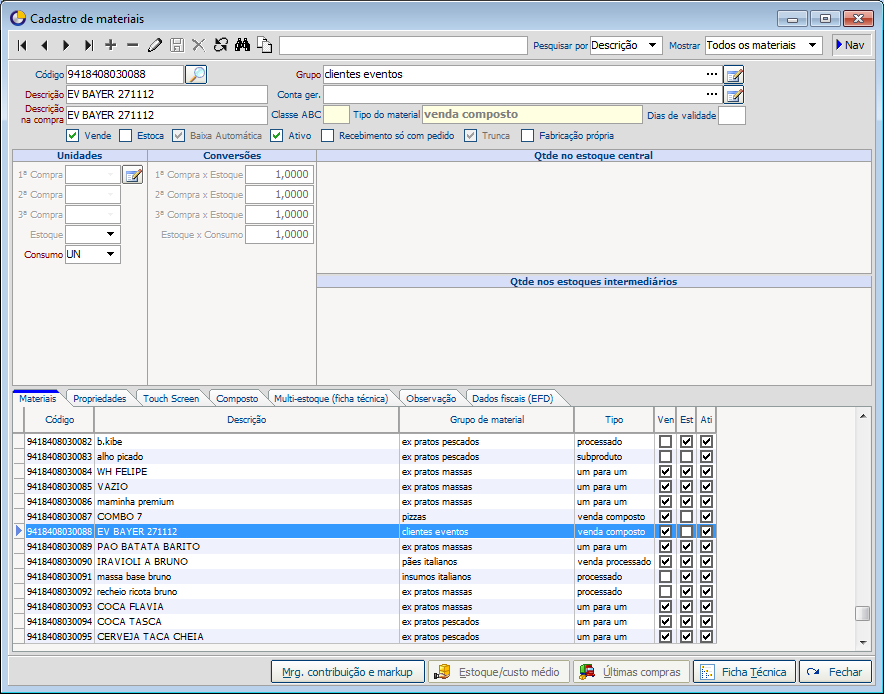 Cadastro de materiais
Pesquisar por Descrição Mostrar Todos os materiais Nav
Código 9418408030088 Grupo clientes eventos ...
Descrição EV BAYER 271112 Conta ger. ...
Descrição na compra EV BAYER 271112 Classe ABC Tipo do material venda composto Dias de validade
Vende Estoca Baixa Automática Ativo Recebimento só com pedido Trunca Fabricação própria
Unidades Conversões Qtde no estoque central
1ª Compra 1ª Compra x Estoque 1,0000
2ª Compra 2ª Compra x Estoque 1,0000
3ª Compra 3ª Compra x Estoque 1,0000
Estoque Estoque x Consumo 1,0000
Consumo UN
Qtde nos estoques intermediários
Materiais Propriedades Touch Screen Composto Multi-estoque (ficha técnica) Observação Dados fiscais (EFD)
Código Descrição Grupo de material Tipo Ven Est Ati
9418408030082 b.kibe ex pratos pescados processado
9418408030083 alho picado ex pratos pescados subproduto
9418408030084 WH FELIPE ex pratos massas um para um
9418408030085 VAZIO ex pratos massas um para um
9418408030086 maminha premium ex pratos massas um para um
9418408030087 COMBO 7 pizzas venda composto
9418408030088 EV BAYER 271112 clientes eventos venda composto
9418408030089 PAO BATATA BARITO ex pratos massas um para um
9418408030090 IRAVIOLI A BRUNO pães italianos venda processado
9418408030091 massa base bruno insumos italianos processado
9418408030092 recheio ricota bruno ex pratos massas processado
9418408030093 COCA FLAVIA ex pratos massas um para um
9418408030094 COCA TASCA ex pratos pescados um para um
9418408030095 CERVEJA TACA CHEIA ex pratos pescados um para um
Mrg. contribuição e markup Estoque/custo médio Últimas compras Ficha Técnica Fechar